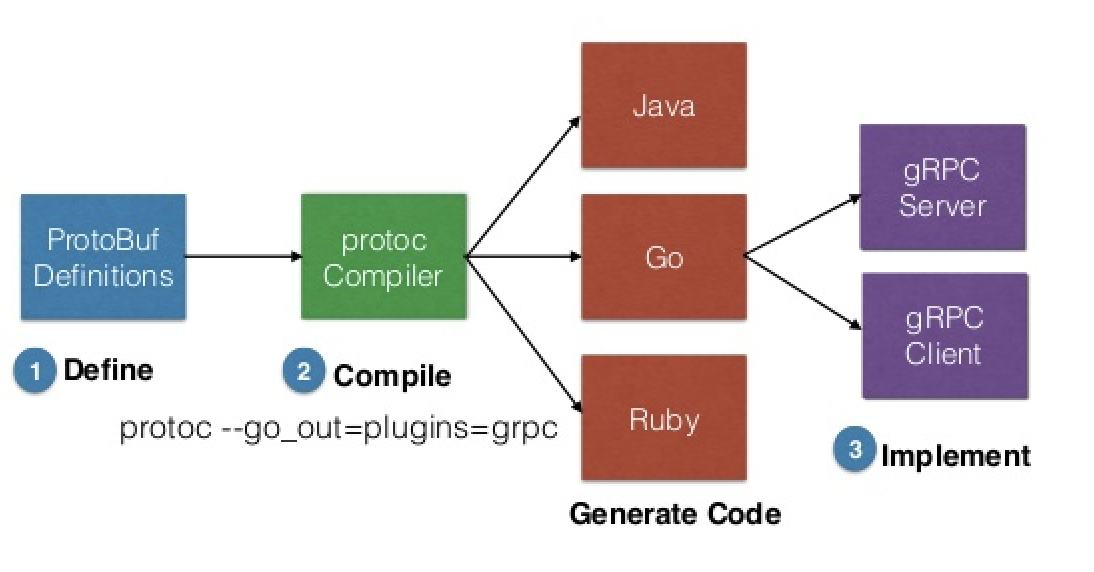 ProtoBuf
Definitions
1 Define
protoc
Compiler
2 Compile
protoc --go_out=plugins=grpc
Java
Go
Ruby
Generate Code
gRPC
Server
gRPC
Client
3 Implement